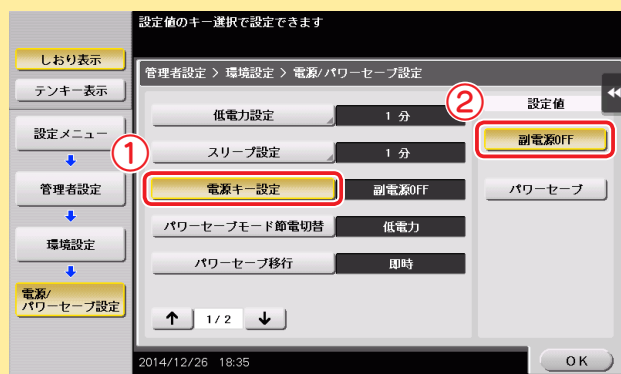 設定値のキー選択で設定できます
しおり表示
テンキー表示
設定メニュー
管理者設定
環境設定
電源/
パワーセーブ設定
管理者設定 > 環境設定 > 電源/パワーセーブ設定
低電力設定 1 分
① スリープ設定 1 分
電源キー設定 副電源OFF
パワーセーブモード節電切替 低電力
パワーセーブ移行 即時
↑ 1/2 ↓
② 設定値
副電源OFF
パワーセーブ
2014/12/26 18:35
OK